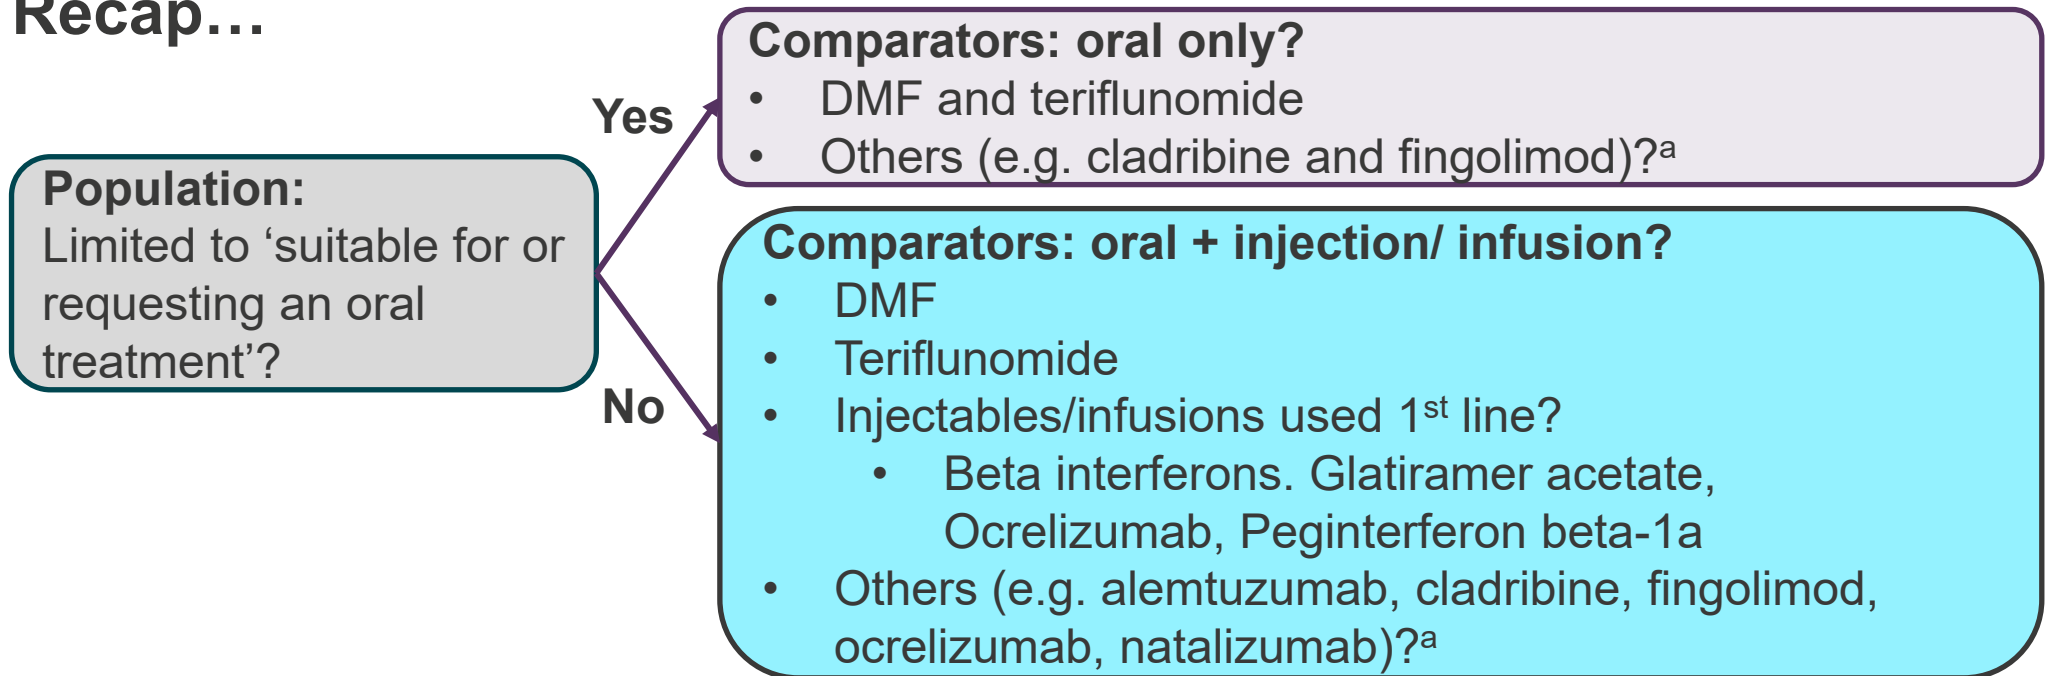 Recap…
Yes
Comparators: oral only?
• DMF and teriflunomide
• Others (e.g. cladribine and fingolimod)?ᵃ
Population:
Limited to ‘suitable for or
requesting an oral
treatment’?
No
Comparators: oral + injection/ infusion?
• DMF
• Teriflunomide
• Injectables/infusions used 1ˢᵗ line?
• Beta interferons. Glatiramer acetate,
Ocrelizumab, Peginterferon beta-1a
• Others (e.g. alemtuzumab, cladribine, fingolimod,
ocrelizumab, natalizumab)?ᵃ